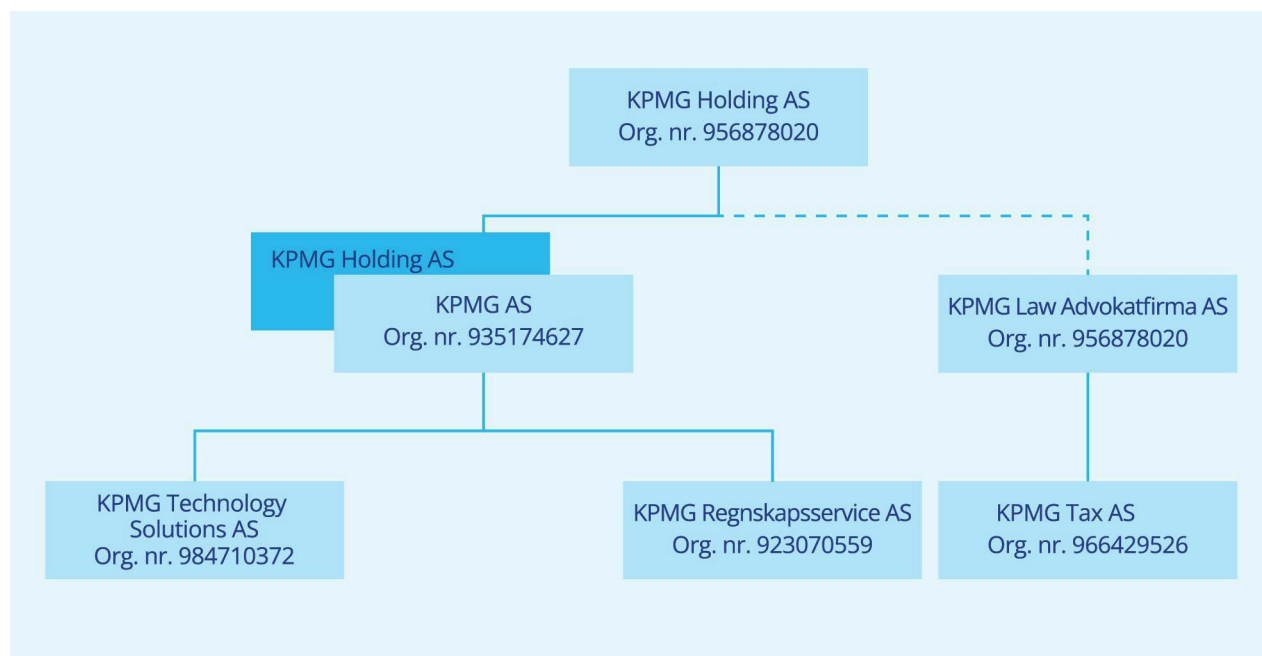 KPMG Holding AS
Org. nr. 956878020
KPMG Holding AS
KPMG AS
Org. nr. 935174627
KPMG Law Advokatfirma AS
Org. nr. 956878020
KPMG Technology
Solutions AS
Org. nr. 984710372
KPMG Regnskapsservice AS
Org. nr. 923070559
KPMG Tax AS
Org. nr. 966429526